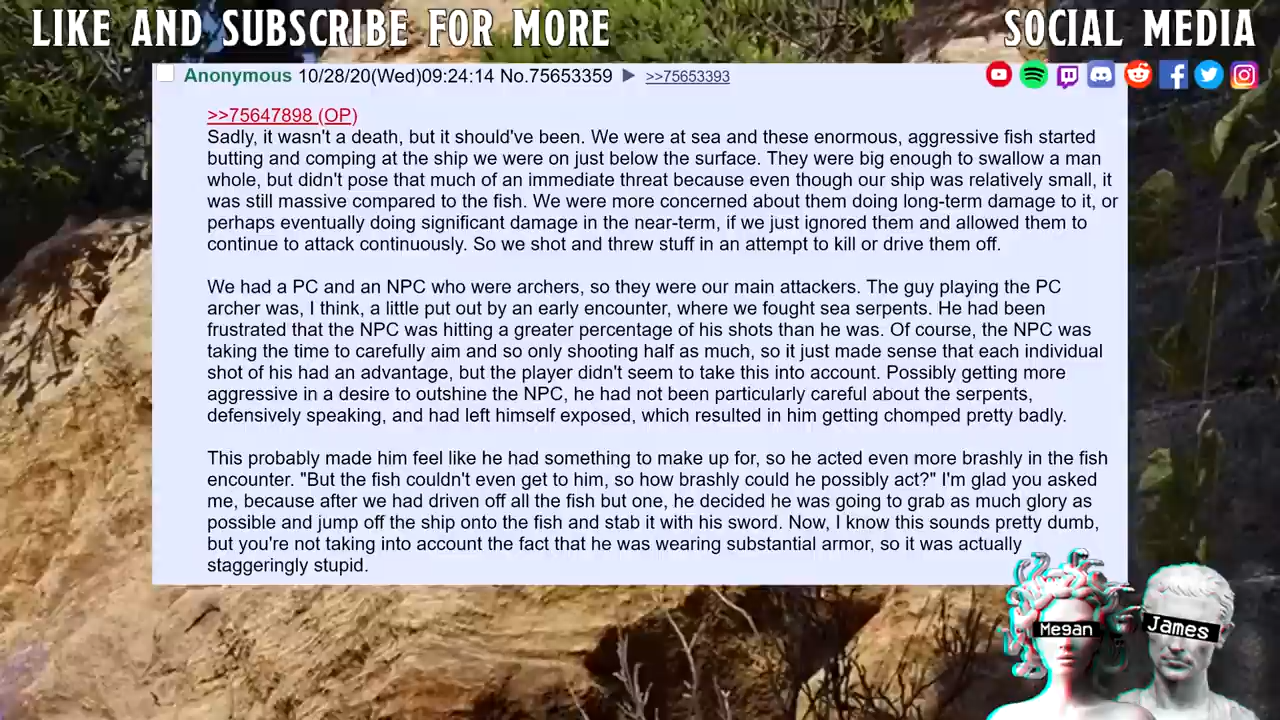 LIKE AND SUBSCRIBE FOR MORE
SOCIAL MEDIA
Anonymous 10/28/20(Wed)09:24:14 No.75653359 ▶ >>75653393
>>75647898 (OP)
Sadly, it wasn't a death, but it should've been. We were at sea and these enormous, aggressive fish started
butting and comping at the ship we were on just below the surface. They were big enough to swallow a man
whole, but didn't pose that much of an immediate threat because even though our ship was relatively small, it
was still massive compared to the fish. We were more concerned about them doing long-term damage to it, or
perhaps eventually doing significant damage in the near-term, if we just ignored them and allowed them to
continue to attack continuously. So we shot and threw stuff in an attempt to kill or drive them off.
We had a PC and an NPC who were archers, so they were our main attackers. The guy playing the PC
archer was, I think, a little put out by an early encounter, where we fought sea serpents. He had been
frustrated that the NPC was hitting a greater percentage of his shots than he was. Of course, the NPC was
taking the time to carefully aim and so only shooting half as much, so it just made sense that each individual
shot of his had an advantage, but the player didn't seem to take this into account. Possibly getting more
aggressive in a desire to outshine the NPC, he had not been particularly careful about the serpents,
defensively speaking, and had left himself exposed, which resulted in him getting chomped pretty badly.
This probably made him feel like he had something to make up for, so he acted even more brashly in the fish
encounter. "But the fish couldn't even get to him, so how brashly could he possibly act?" I'm glad you asked
me, because after we had driven off all the fish but one, he decided he was going to grab as much glory as
possible and jump off the ship onto the fish and stab it with his sword. Now, I know this sounds pretty dumb,
but you're not taking into account the fact that he was wearing substantial armor, so it was actually
staggeringly stupid.
Megan
James